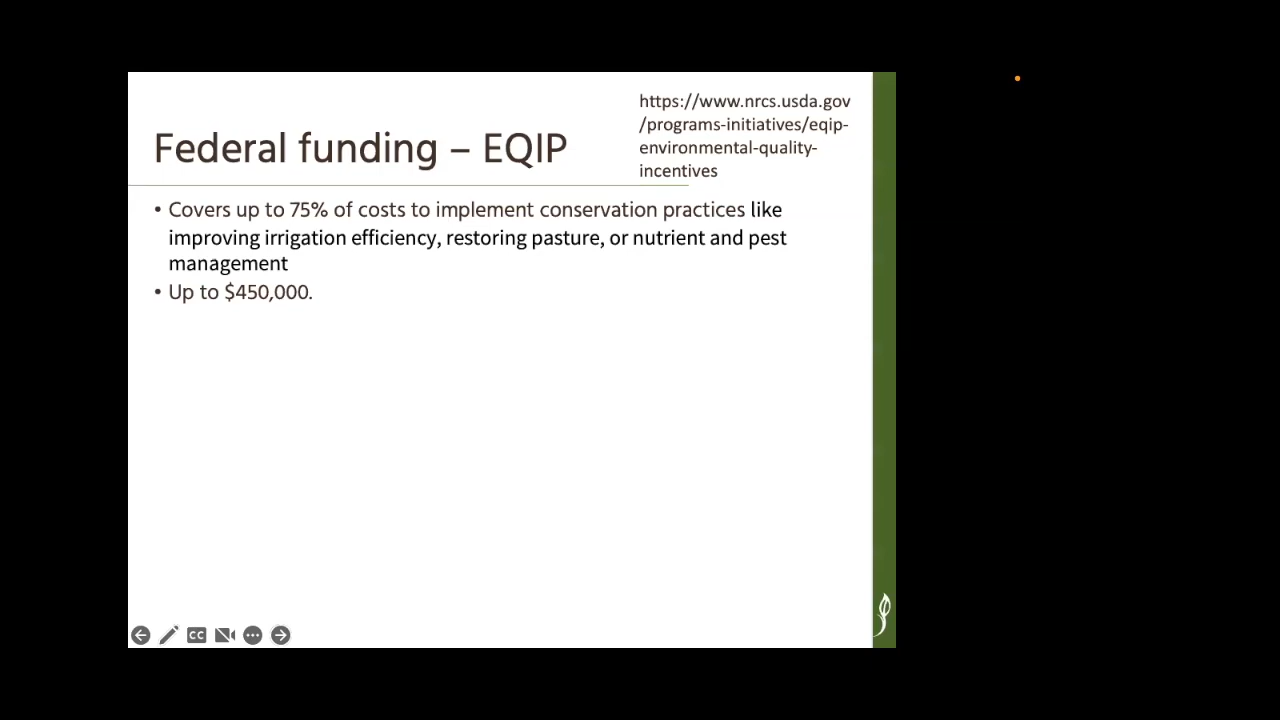 https://www.nrcs.usda.gov
/programs-initiatives/eqip-
environmental-quality-
incentives
Federal funding – EQIP
• Covers up to 75% of costs to implement conservation practices like
improving irrigation efficiency, restoring pasture, or nutrient and pest
management
• Up to $450,000.
CC